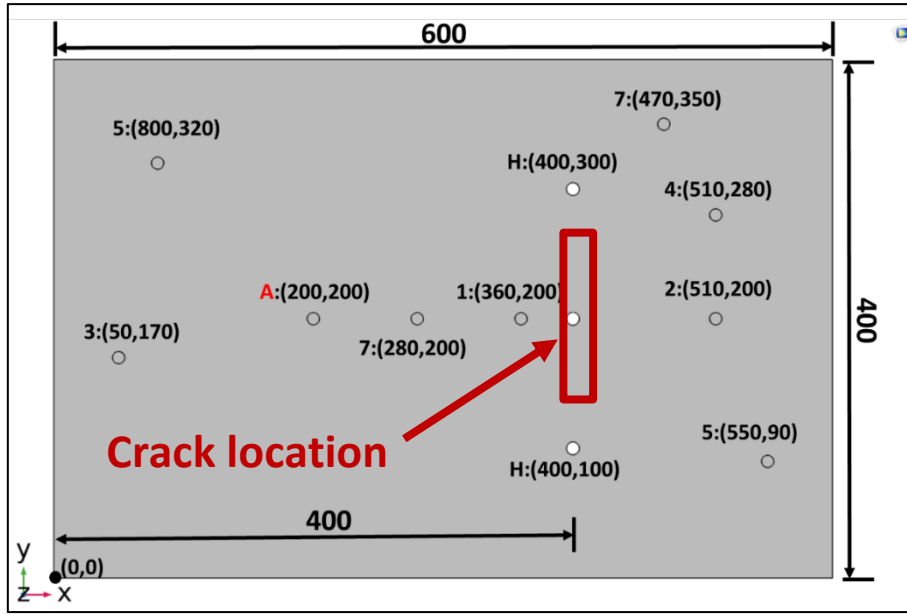 600
7:(470,350)
5:(800,320)
H:(400,300)
4:(510,280)
A:(200,200)
1:(360,200)
2:(510,200)
400
3:(50,170)
7:(280,200)
Crack location
5:(550,90)
H:(400,100)
400
y
(0,0)
z x